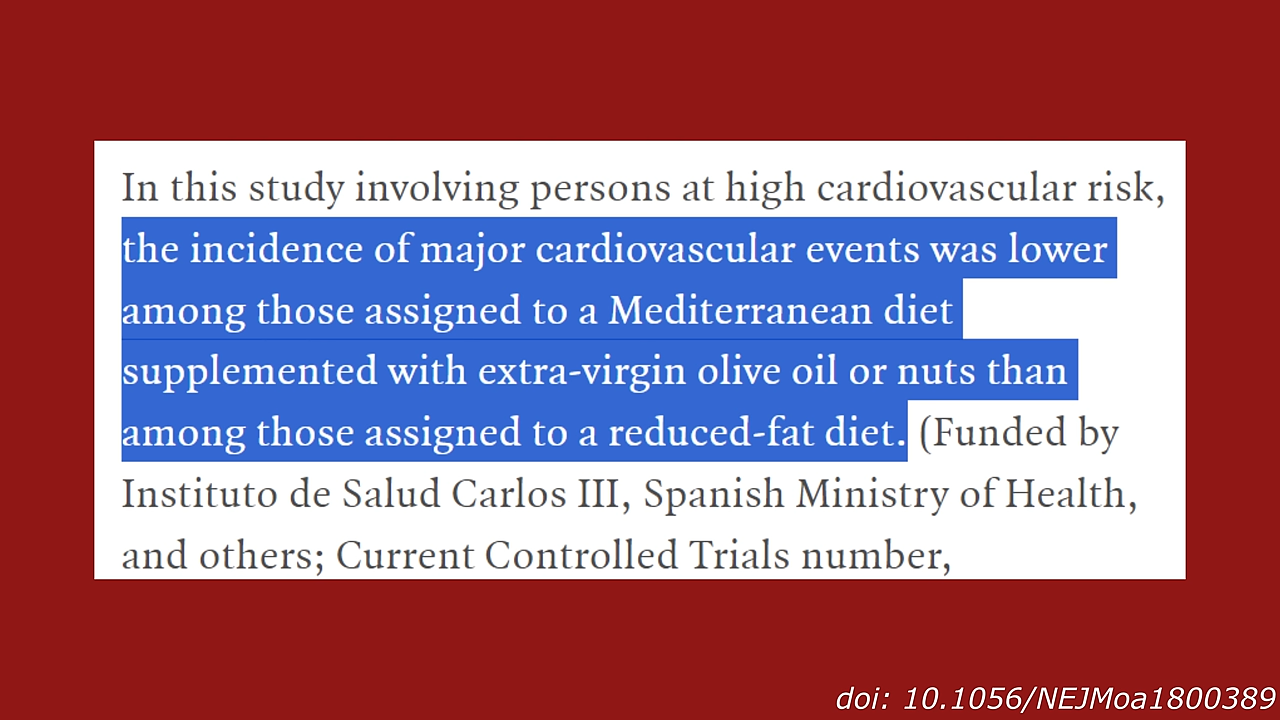 In this study involving persons at high cardiovascular risk,
the incidence of major cardiovascular events was lower
among those assigned to a Mediterranean diet
supplemented with extra-virgin olive oil or nuts than
among those assigned to a reduced-fat diet. (Funded by
Instituto de Salud Carlos III, Spanish Ministry of Health,
and others; Current Controlled Trials number,
doi: 10.1056/NEJMoa1800389